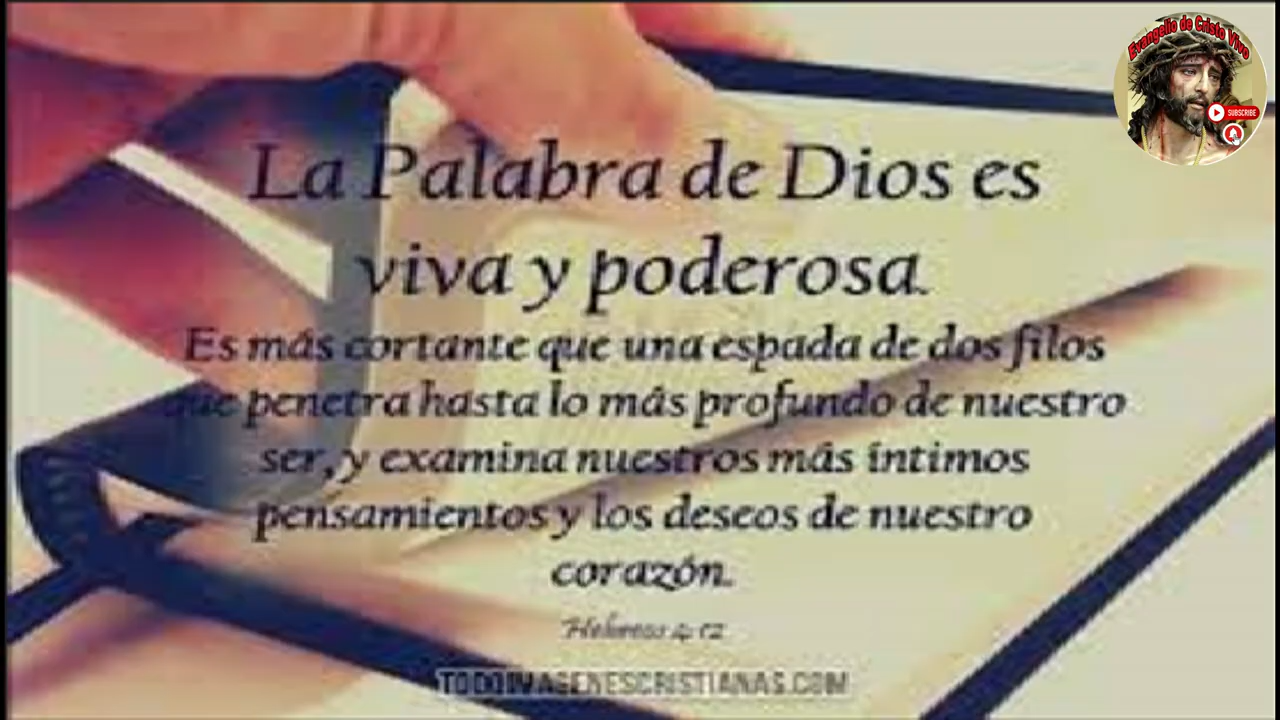 Evangelio de Cristo Vivo
SUBSCRIBE
La Palabra de Dios es
viva y poderosa.
Es más cortante que una espada de dos filos
que penetra hasta lo más profundo de nuestro
ser, y examina nuestros más íntimos
pensamientos y los deseos de nuestro
corazón.
Hebreos 4:12
TODOIMAGENESCRISTIANAS.COM